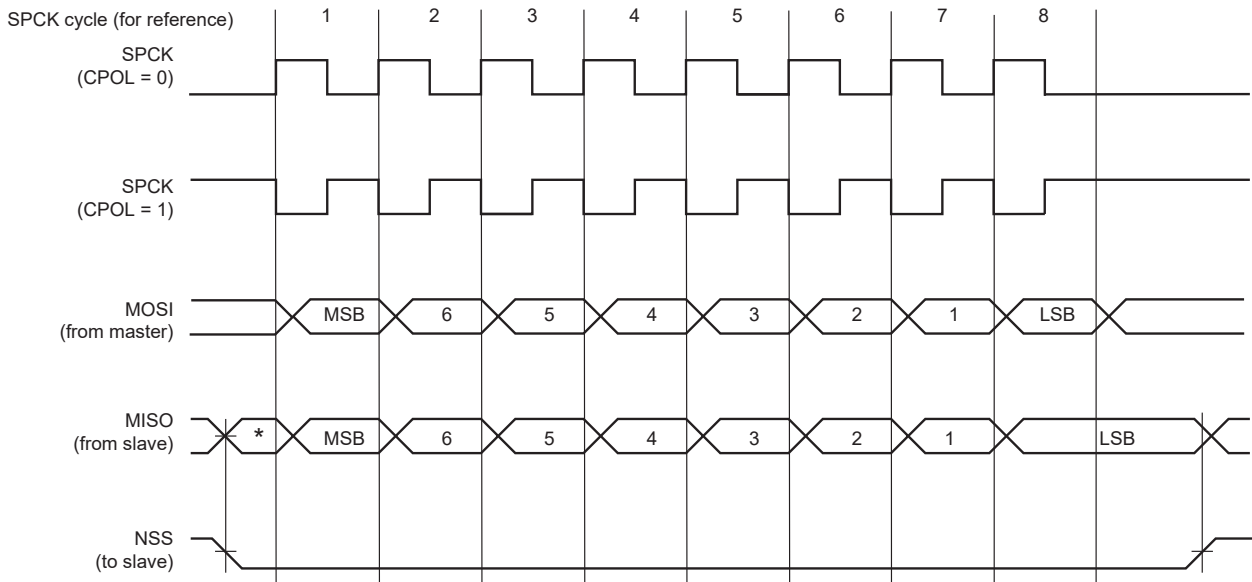 SPCK cycle (for reference) 1 2 3 4 5 6 7 8
SPCK
(CPOL = 0)
SPCK
(CPOL = 1)
MOSI
(from master)
MSB 6 5 4 3 2 1 LSB
MISO
(from slave)
* MSB 6 5 4 3 2 1 LSB
NSS
(to slave)